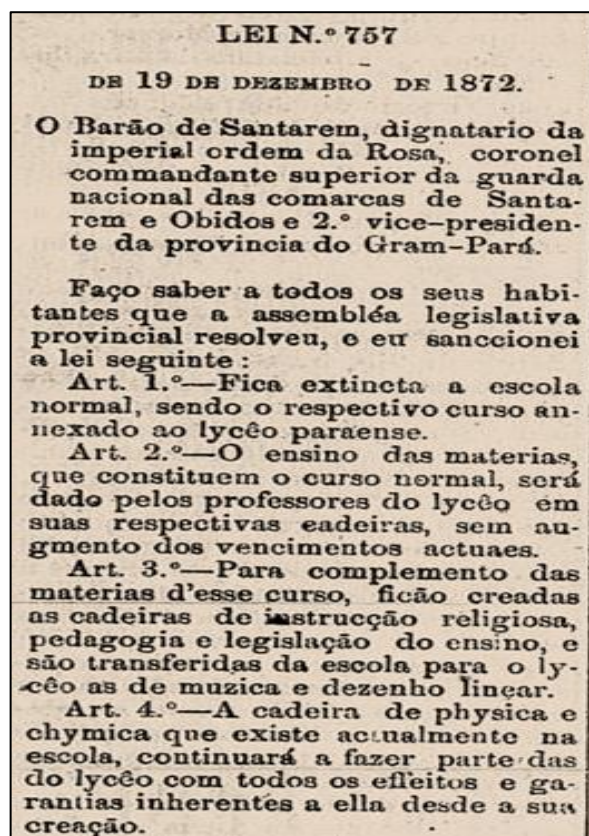 LEI N.º 757
DE 19 DE DEZEMBRO DE 1872.
O Barão de Santarem, dignatario da
imperial ordem da Rosa, coronel
commandante superior da guarda
nacional das comarcas de Santa-
rem e Obidos e 2.º vice-presiden-
te da provincia do Gram-Pará.
Faço saber a todos os seus habi-
tantes que a assembléa legislativa
provincial resolveu, e eu sanccionei
a lei seguinte:
Art. 1.º—Fica extincta a escola
normal, sendo o respectivo curso an-
nexado ao lycêo paraense.
Art. 2.º—O ensino das materias,
que constituem o curso normal, será
dado pelos professores do lycêo em
suas respectivas cadeiras, sem au-
gmento dos vencimentos actuaes.
Art. 3.º—Para complemento das
materias d'esse curso, ficão creadas
as cadeiras de instrucção religiosa,
pedagogia e legislação do ensino, e
são transferidas da escola para o ly-
cêo as de muzica e dezenho linear.
Art. 4.º—A cadeira de physica e
chymica que existe actualmente na
escola, continuará a fazer parte das
do lycêo com todos os effeitos e ga-
rantias inherentes a ella desde a sua
creação.